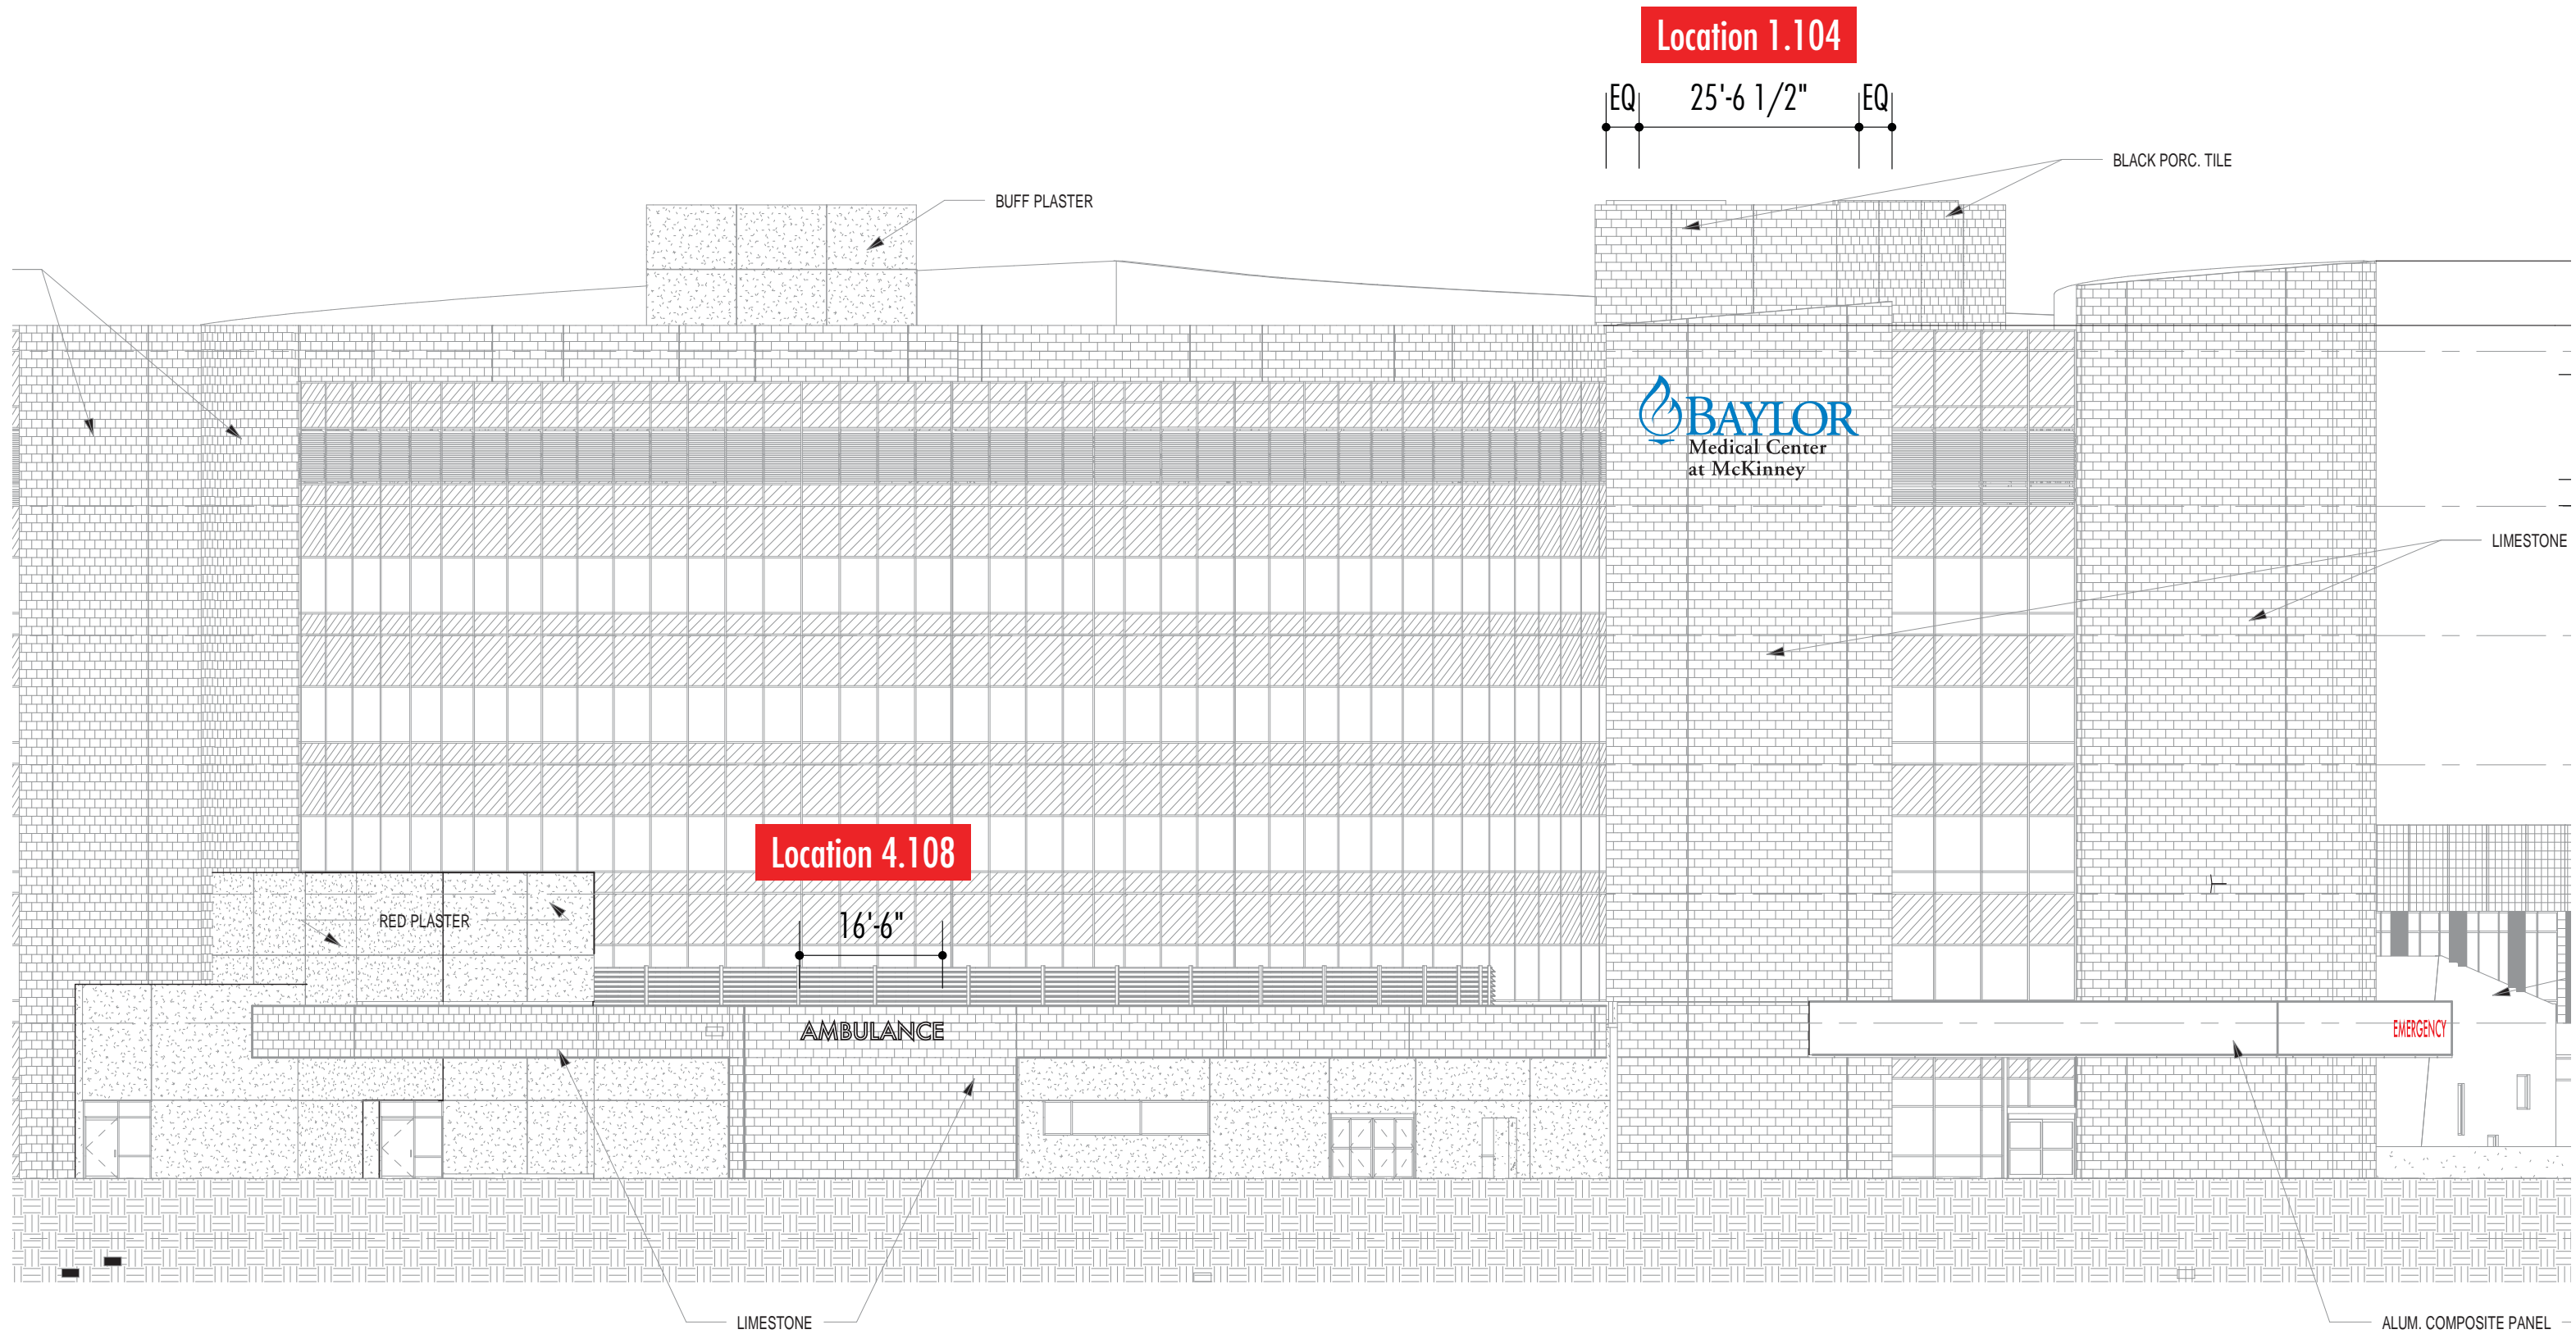 Location 1.104
EQ 25'-6 1/2" EQ
BLACK PORC. TILE
BUFF PLASTER
BAYLOR
Medical Center
at McKinney
LIMESTONE
Location 4.108
16'-6"
RED PLASTER
AMBULANCE
EMERGENCY
LIMESTONE
ALUM. COMPOSITE PANEL